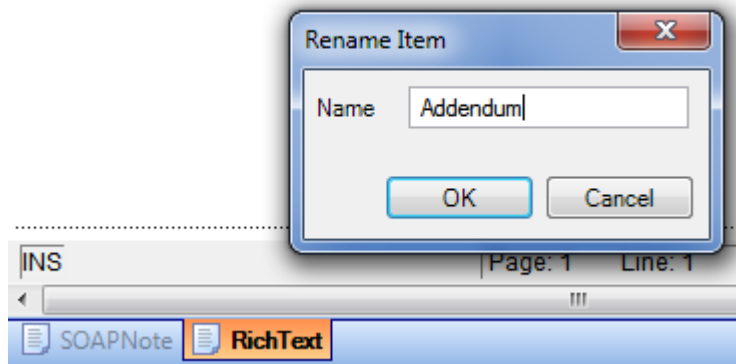 Rename Item
Name Addendum
OK Cancel
INS Page: 1 Line: 1
SOAPNote RichText